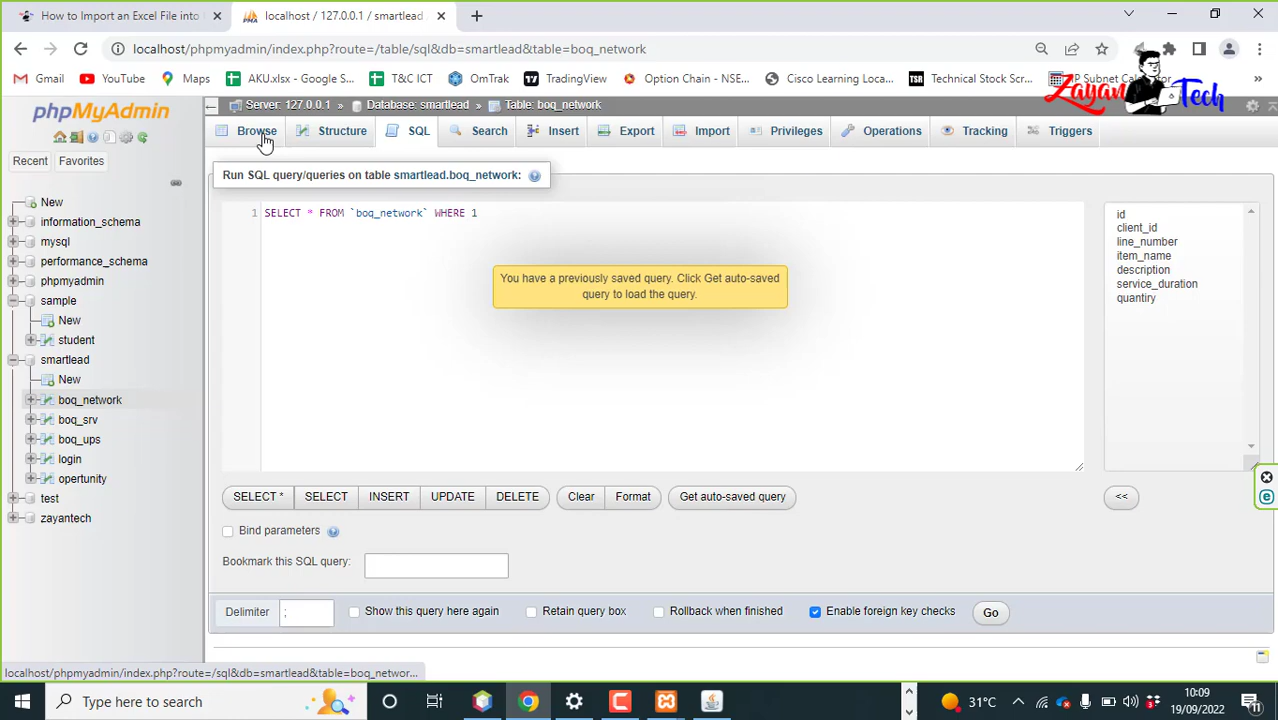 How to Import an Excel File into
localhost / 127.0.0.1 / smartlead
localhost/phpmyadmin/index.php?route=/table/sql&db=smartlead&table=boq_network
Gmail
YouTube
Maps
AKU.xlsx - Google S...
T&C ICT
OmTrak
TradingView
Option Chain - NSE...
Cisco Learning Loca...
Technical Stock Scr...
IP Subnet Calculator
Zayan Tech
phpMyAdmin
Server: 127.0.0.1 » Database: smartlead » Table: boq_network
Browse
Structure
SQL
Search
Insert
Export
Import
Privileges
Operations
Tracking
Triggers
Recent
Favorites
Run SQL query/queries on table smartlead.boq_network:
New
information_schema
mysql
performance_schema
phpmyadmin
sample
New
student
smartlead
New
boq_network
boq_srv
boq_ups
login
opertunity
test
zayantech
1 SELECT * FROM `boq_network` WHERE 1
You have a previously saved query. Click Get auto-saved
query to load the query.
id
client_id
line_number
item_name
description
service_duration
quantiry
SELECT *
SELECT
INSERT
UPDATE
DELETE
Clear
Format
Get auto-saved query
<<
Bind parameters
Bookmark this SQL query:
Delimiter
;
Show this query here again
Retain query box
Rollback when finished
Enable foreign key checks
Go
localhost/phpmyadmin/index.php?route=/sql&db=smartlead&table=boq_networ...
Type here to search
31°C
10:09
19/09/2022
11